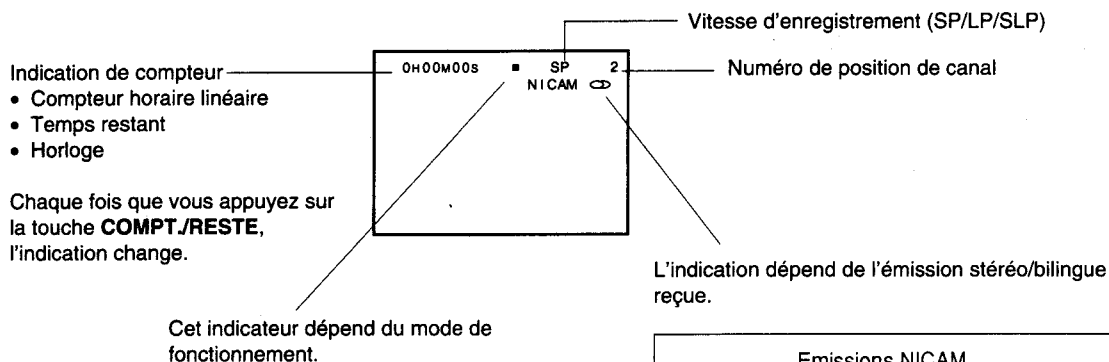 Vitesse d'enregistrement (SP/LP/SLP)
Indication de compteur
• Compteur horaire linéaire
• Temps restant
• Horloge
0H00M00S ■ SP 2
NICAM
Numéro de position de canal
Chaque fois que vous appuyez sur
la touche COMPT./RESTE,
l'indication change.
L'indication dépend de l'émission stéréo/bilingue
reçue.
Cet indicateur dépend du mode de
fonctionnement.
Emissions NICAM